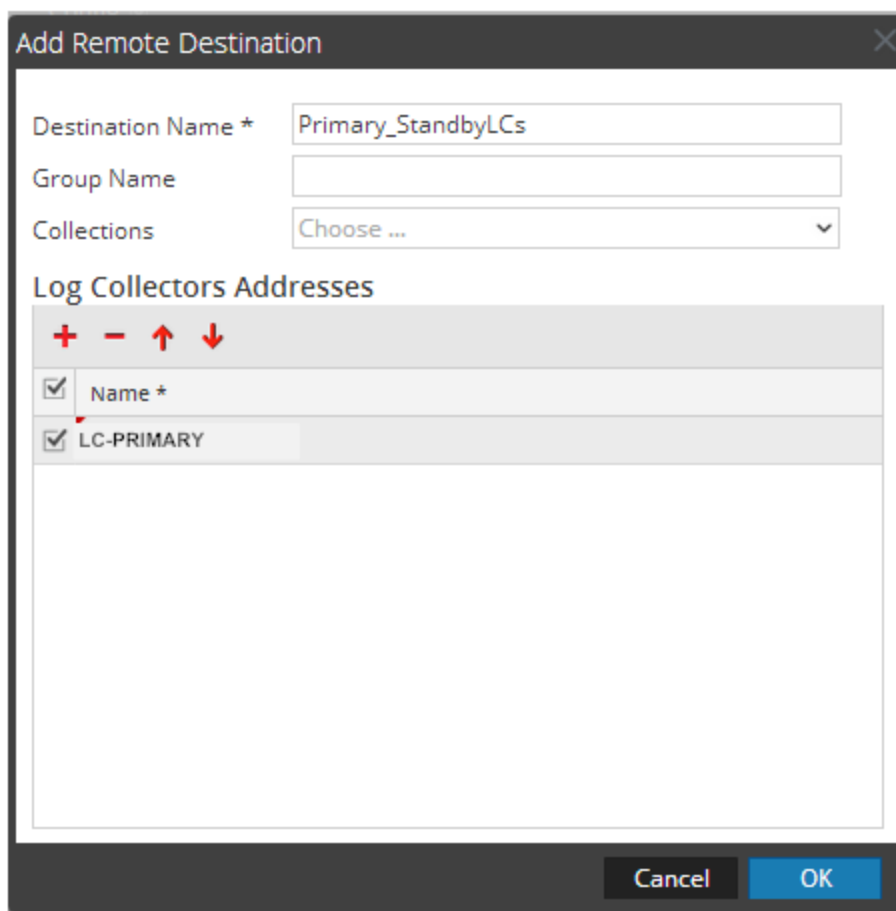 Add Remote Destination
Destination Name * Primary_StandbyLCs
Group Name
Collections Choose ...
Log Collectors Addresses
Name *
LC-PRIMARY
Cancel OK